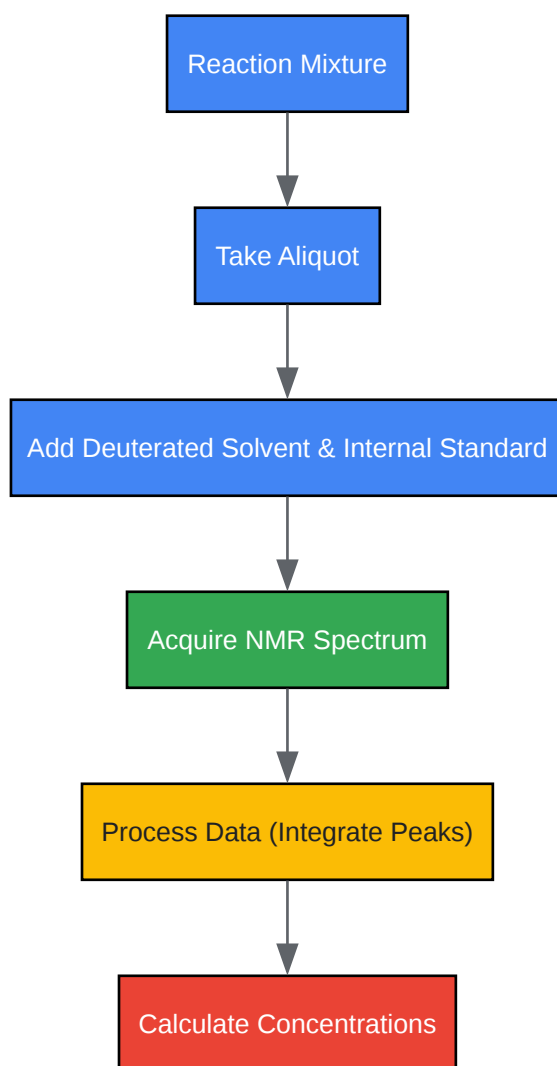 Reaction Mixture
Take Aliquot
Add Deuterated Solvent & Internal Standard
Acquire NMR Spectrum
Process Data (Integrate Peaks)
Calculate Concentrations